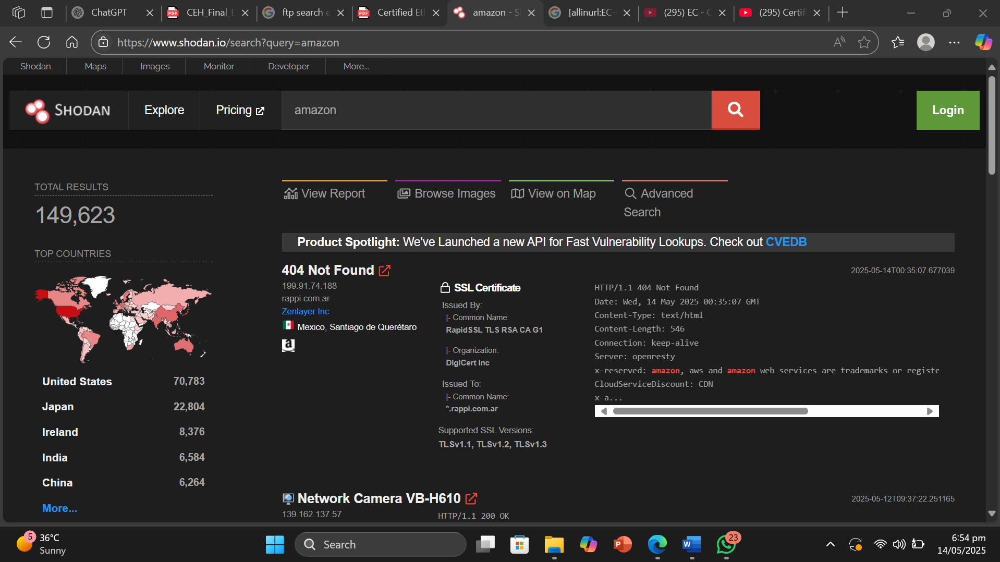 ChatGPT
CEH_Final_E
ftp search e
Certified Eth
amazon - S
[allinurl:EC-
(295) EC - C
(295) Certif
https://www.shodan.io/search?query=amazon
Shodan
Maps
Images
Monitor
Developer
More...
SHODAN
Explore
Pricing
amazon
Login
TOTAL RESULTS
149,623
TOP COUNTRIES
United States 70,783
Japan 22,804
Ireland 8,376
India 6,584
China 6,264
More...
View Report
Browse Images
View on Map
Advanced
Search
Product Spotlight: We've Launched a new API for Fast Vulnerability Lookups. Check out CVEDB
404 Not Found
2025-05-14T00:35:07.677039
199.91.74.188
rappi.com.ar
Zenlayer Inc
Mexico, Santiago de Querétaro
a
SSL Certificate
Issued By:
|- Common Name:
RapidSSL TLS RSA CA G1
|- Organization:
DigiCert Inc
Issued To:
|- Common Name:
*.rappi.com.ar
Supported SSL Versions:
TLSv1.1, TLSv1.2, TLSv1.3
HTTP/1.1 404 Not Found
Date: Wed, 14 May 2025 00:35:07 GMT
Content-Type: text/html
Content-Length: 546
Connection: keep-alive
Server: openresty
x-reserved: amazon, aws and amazon web services are trademarks or registe
CloudServiceDiscount: CDN
x-a...
Network Camera VB-H610
2025-05-12T09:37:22.251165
139.162.137.57
HTTP/1.1 200 OK
5
36°C
Sunny
Search
23
6:54 pm
14/05/2025